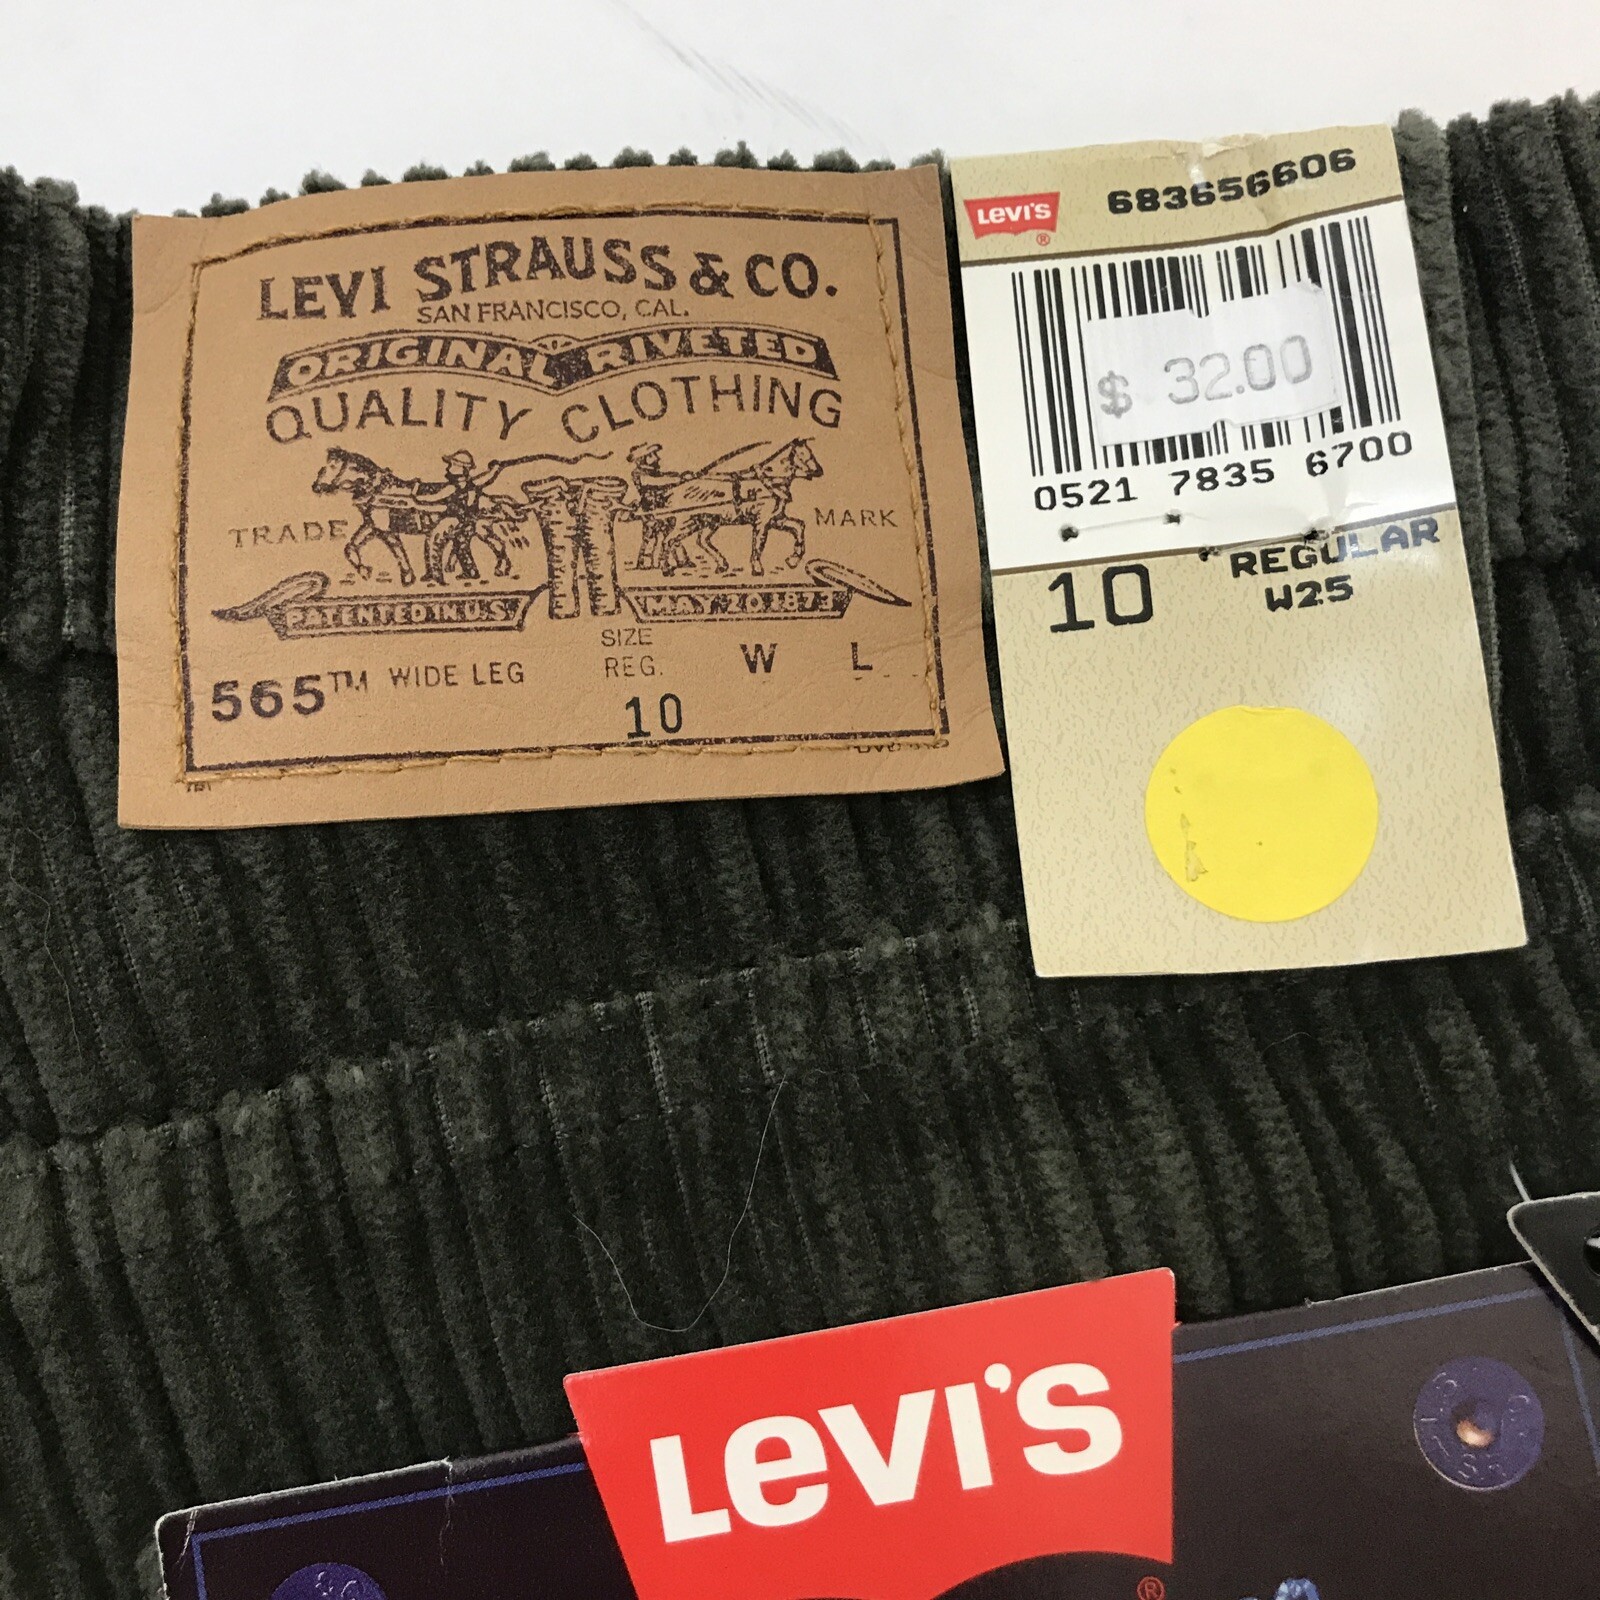 LEVI STRAUSS & CO.
SAN FRANCISCO, CAL.
ORIGINAL RIVETED
QUALITY CLOTHING
TRADE MARK
PATENTED IN U.S. MAY 20 1873
565™ WIDE LEG
SIZE
REG. W L
10
LEVI'S
®
683656606
$ 32.00
0521 7835 6700
10 REGULAR
W25
LEVI'S
®